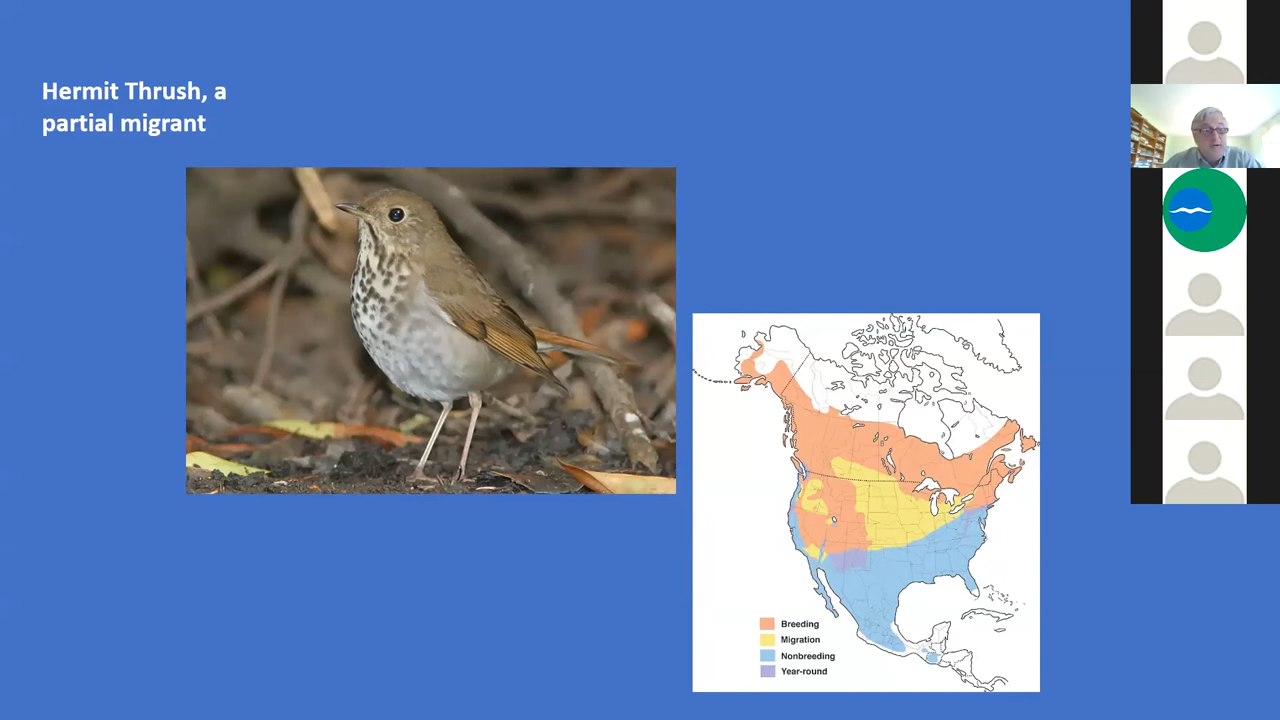 Hermit Thrush, a
partial migrant
Breeding
Migration
Nonbreeding
Year-round